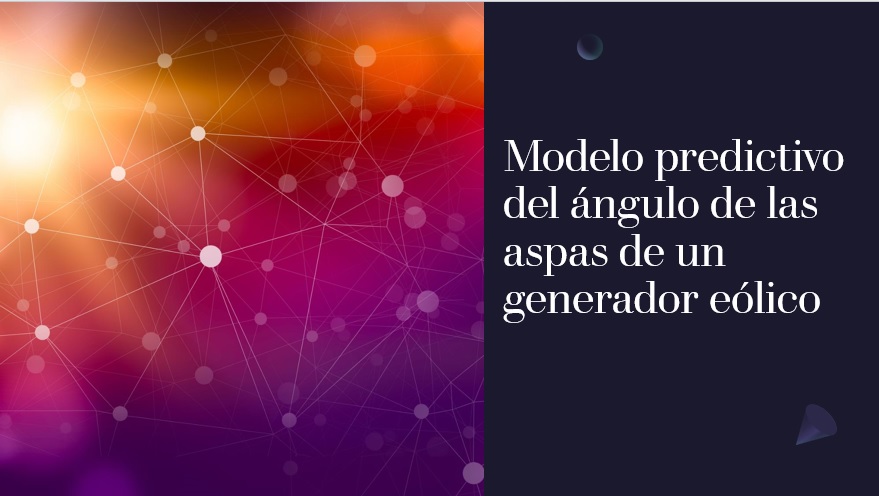 Modelo predictivo
del ángulo de las
aspas de un
generador eólico